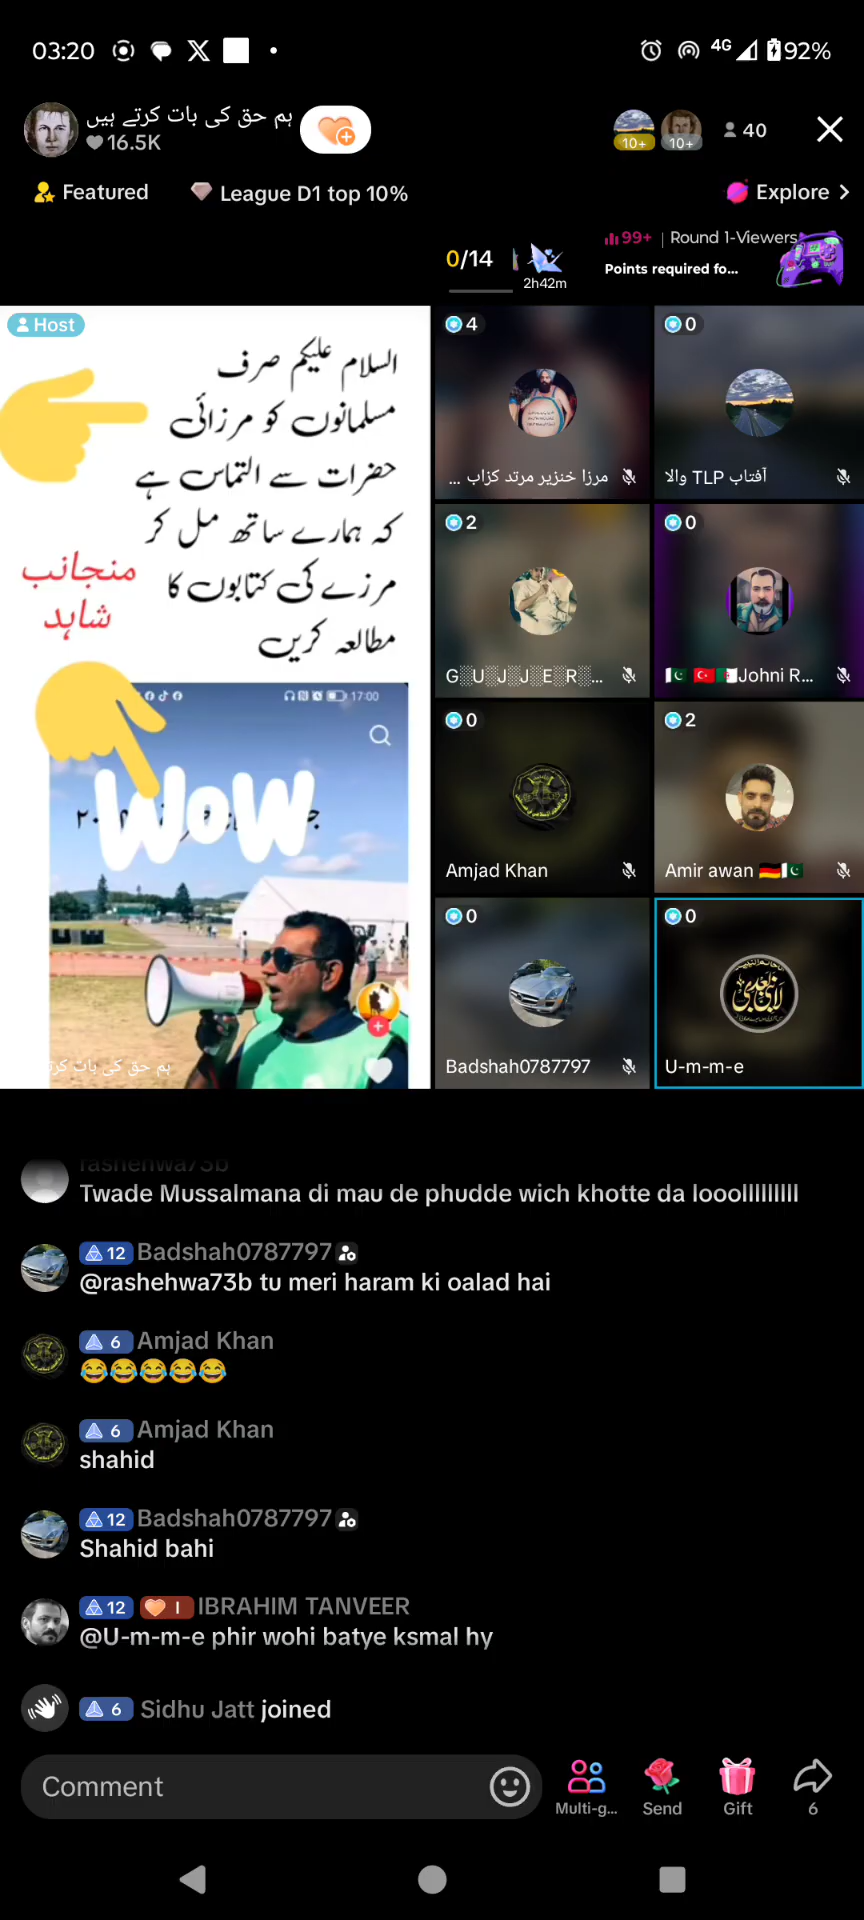 03:20
4G
92%
ہم حق کی بات کرتے ہیں
16.5K
10+
10+
40
Featured
League D1 top 10%
Explore
0/14
2h42m
99+
Round 1-Viewers
Points required fo...
Host
السلام علیکم صرف
مسلمانوں کو مرزائی
حضرات سے التماس ہے
کہ ہمارے ساتھ مل کر
مرزے کی کتابوں کا
مطالعہ کریں
منجانب
شاہد
17:00
WOW
ہم حق کی بات کرت
4
مرزا خنزیر مرتد کزاب ...
0
آفتاب TLP والا
2
G░U░J░J░E░R░...
0
🇵🇰 🇹🇷🇩🇿Johni R...
0
Amjad Khan
2
Amir awan 🇩🇪🇵🇰
0
Badshah0787797
0
لا نبی بعدی
U-m-m-e
rashehwa73b
Twade Mussalmana di mau de phudde wich khotte da looolllllllll
12 Badshah0787797
@rashehwa73b tu meri haram ki oalad hai
6 Amjad Khan
😂😂😂😂😂
6 Amjad Khan
shahid
12 Badshah0787797
Shahid bahi
12 I IBRAHIM TANVEER
@U-m-m-e phir wohi batye ksmal hy
6 Sidhu Jatt joined
Comment
Multi-g...
Send
Gift
6